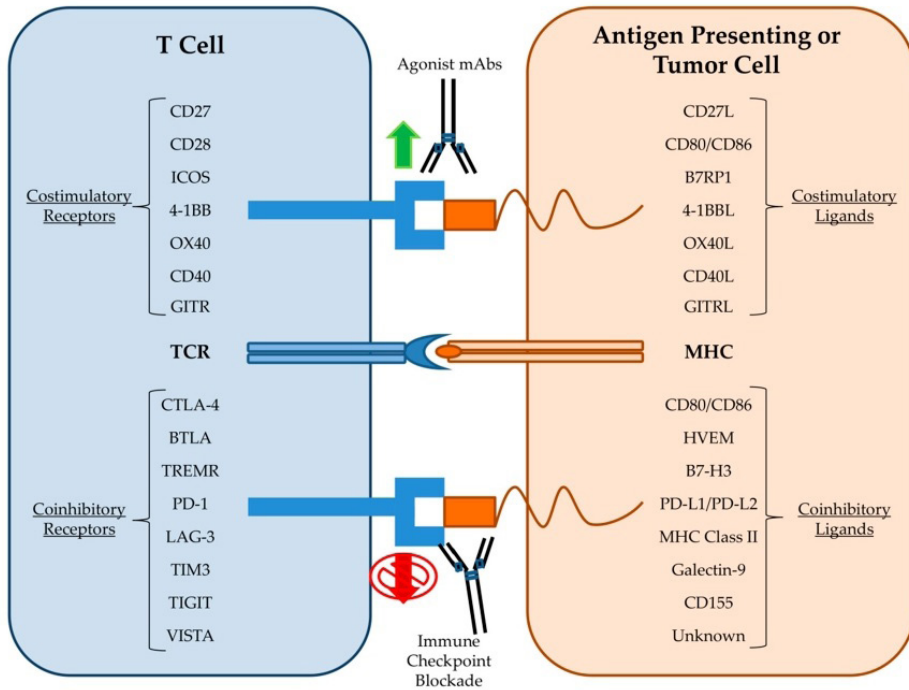 T Cell
Agonist mAbs
Antigen Presenting or
Tumor Cell
Costimulatory
Receptors
CD27
CD28
ICOS
4-1BB
OX40
CD40
GITR
CD27L
CD80/CD86
B7RP1
4-1BBL
OX40L
CD40L
GITRL
Costimulatory
Ligands
TCR
MHC
Coinhibitory
Receptors
CTLA-4
BTLA
TREMR
PD-1
LAG-3
TIM3
TIGIT
VISTA
CD80/CD86
HVEM
B7-H3
PD-L1/PD-L2
MHC Class II
Galectin-9
CD155
Unknown
Coinhibitory
Ligands
Immune
Checkpoint
Blockade